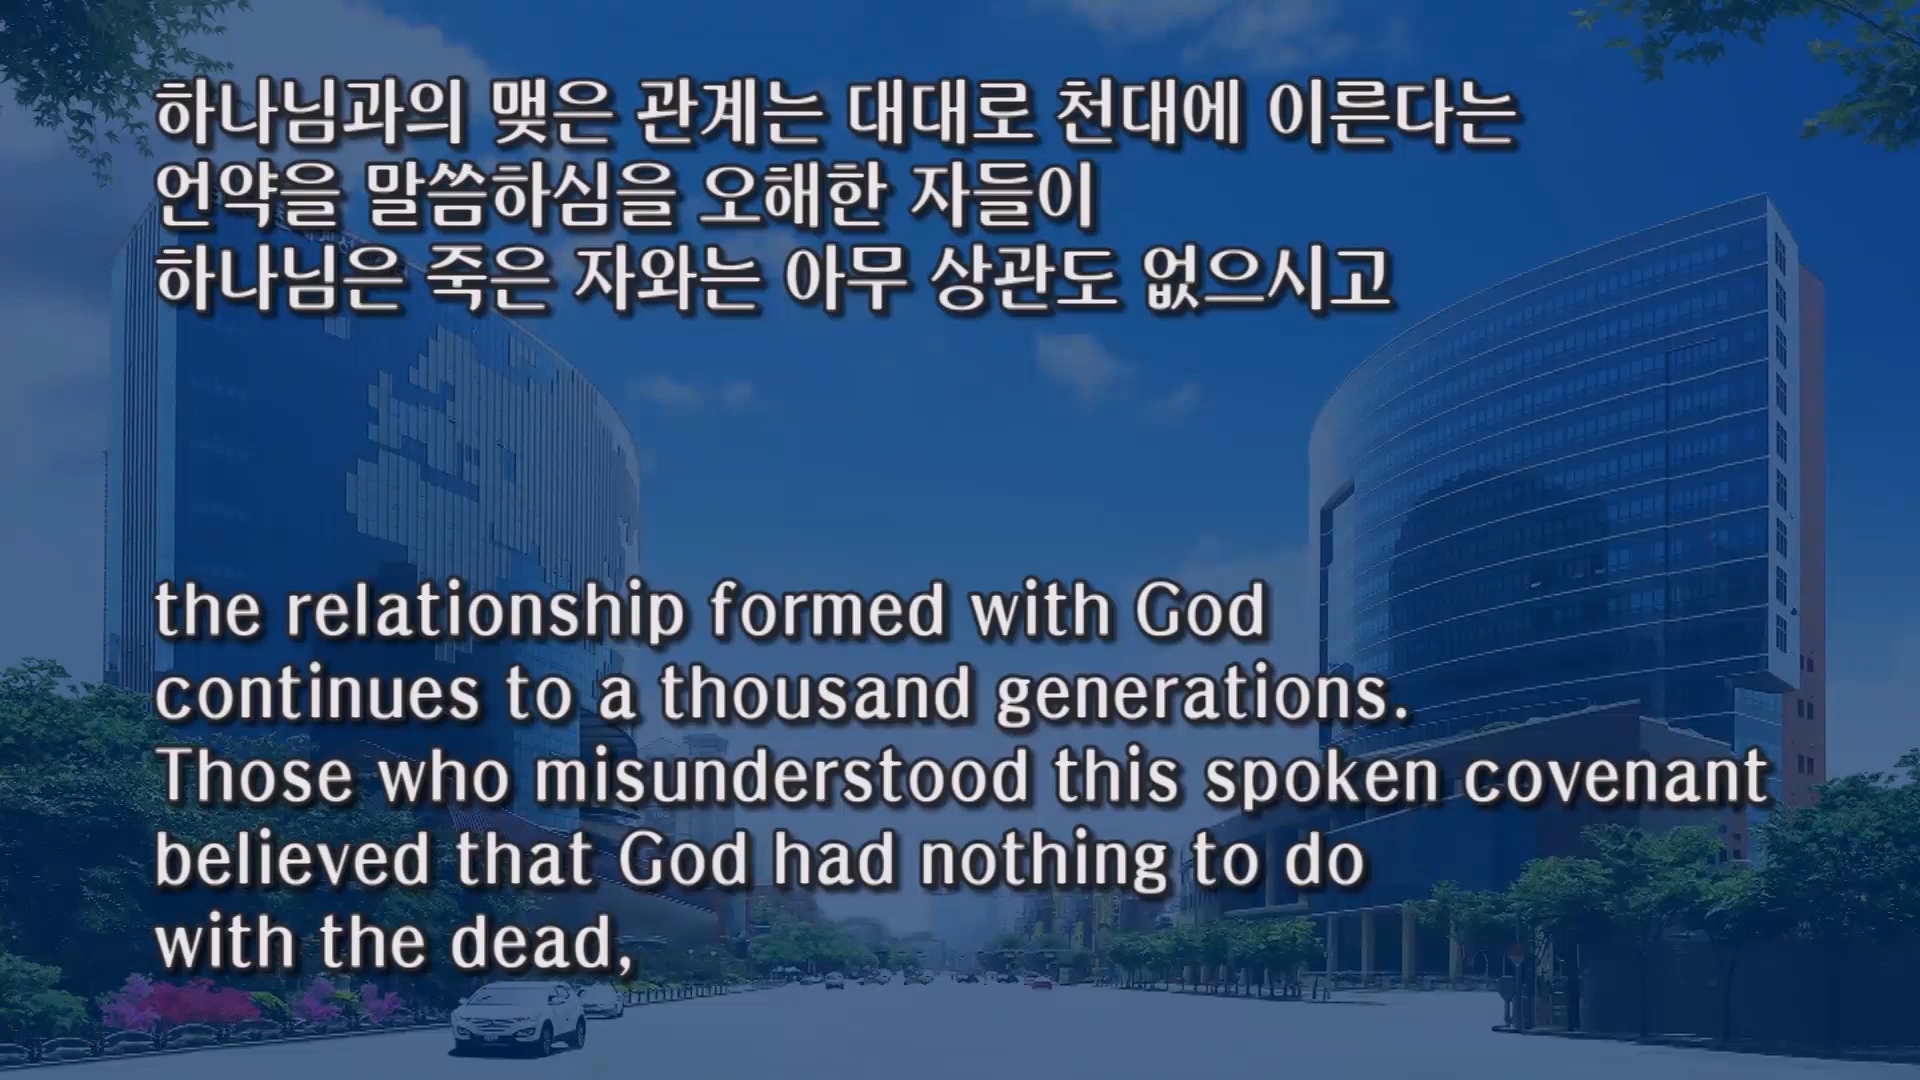 하나님과의 맺은 관계는 대대로 천대에 이른다는
언약을 말씀하심을 오해한 자들이
하나님은 죽은 자와는 아무 상관도 없으시고
the relationship formed with God
continues to a thousand generations.
Those who misunderstood this spoken covenant
believed that God had nothing to do
with the dead,